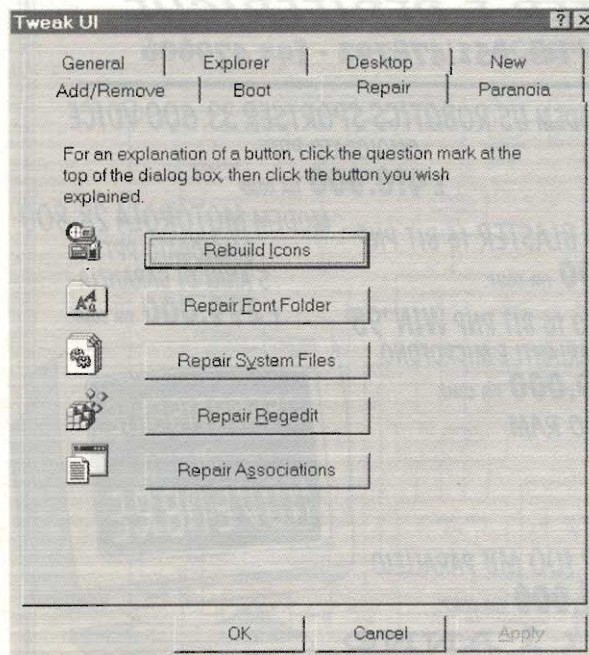 Tweak UI
General Explorer Desktop New
Add/Remove Boot Repair Paranoia
For an explanation of a button, click the question mark at the
top of the dialog box, then click the button you wish
explained.
Rebuild Icons
Repair Font Folder
Repair System Files
Repair Regedit
Repair Associations
OK Cancel Apply